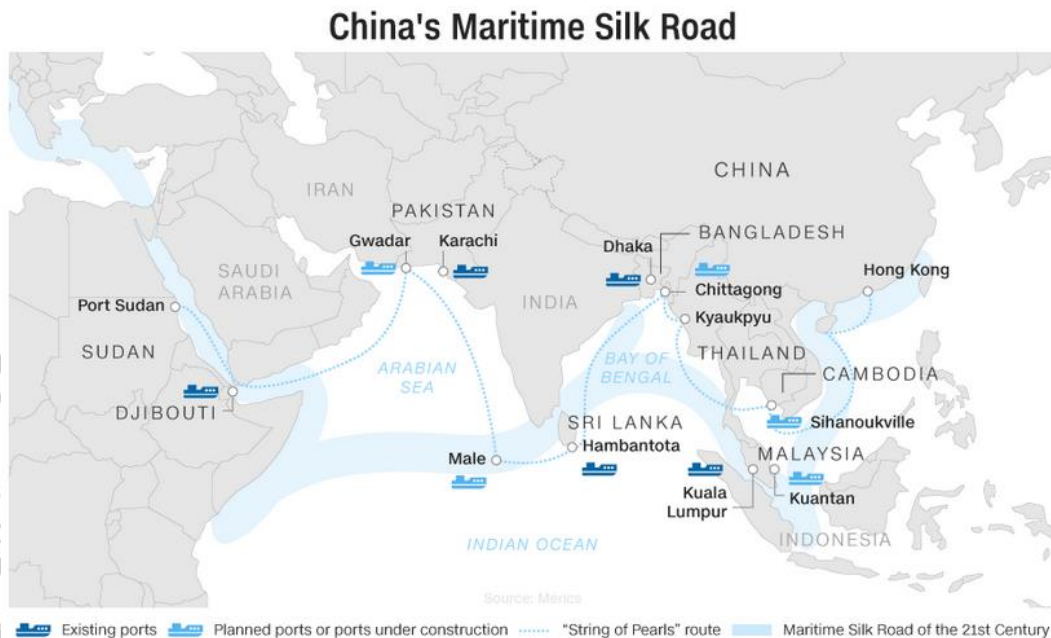 China's Maritime Silk Road
CHINA
IRAN
PAKISTAN
BANGLADESH
Gwadar
Karachi
Dhaka
Hong Kong
SAUDI
ARABIA
INDIA
Chittagong
Port Sudan
Kyaukpyu
SUDAN
ARABIAN
SEA
BAY OF
BENGAL
THAILAND
CAMBODIA
DJIBOUTI
SRI LANKA
Sihanoukville
Male
Hambantota
MALAYSIA
Kuala
Lumpur
Kuantan
INDONESIA
INDIAN OCEAN
Source: Merics
Existing ports
Planned ports or ports under construction
"String of Pearls" route
Maritime Silk Road of the 21st Century